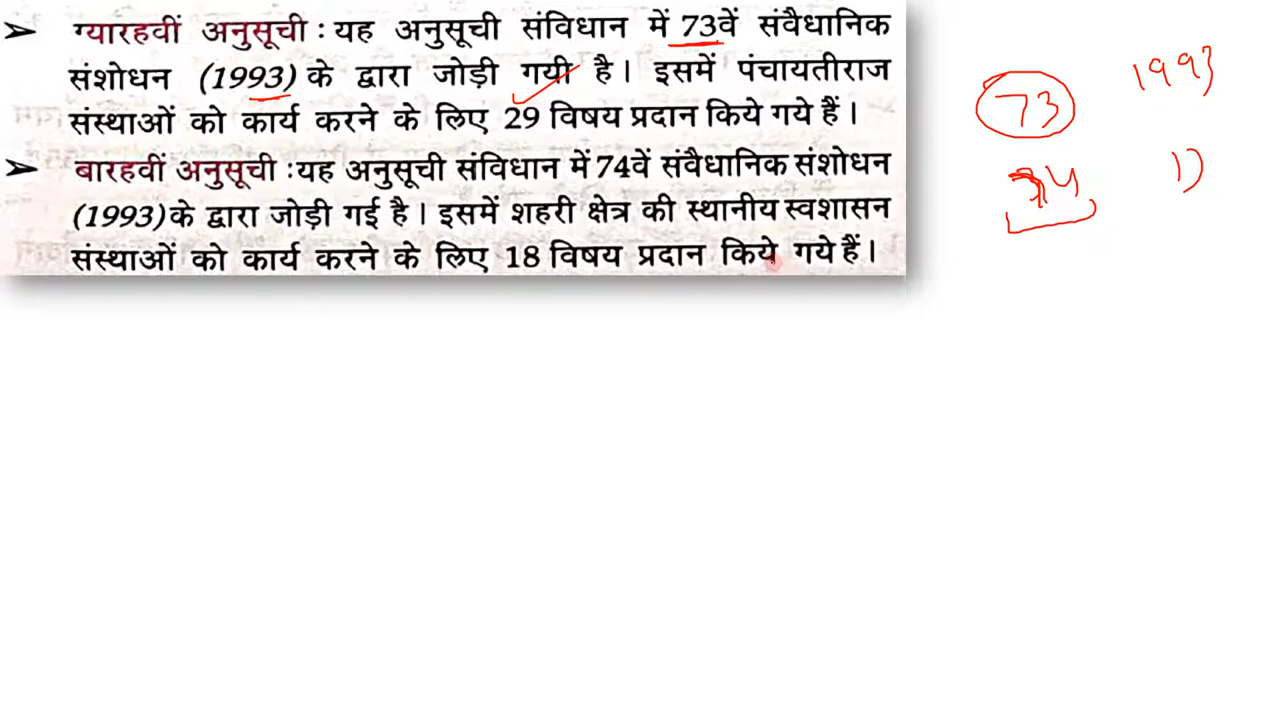 ➢ ग्यारहवीं अनुसूची : यह अनुसूची संविधान में 73वें संवैधानिक
संशोधन (1993) के द्वारा जोड़ी गयी है। इसमें पंचायतीराज
संस्थाओं को कार्य करने के लिए 29 विषय प्रदान किये गये हैं।
➢ बारहवीं अनुसूची : यह अनुसूची संविधान में 74वें संवैधानिक संशोधन
(1993) के द्वारा जोड़ी गई है। इसमें शहरी क्षेत्र की स्थानीय स्वशासन
संस्थाओं को कार्य करने के लिए 18 विषय प्रदान किये गये हैं।
73 1993
74